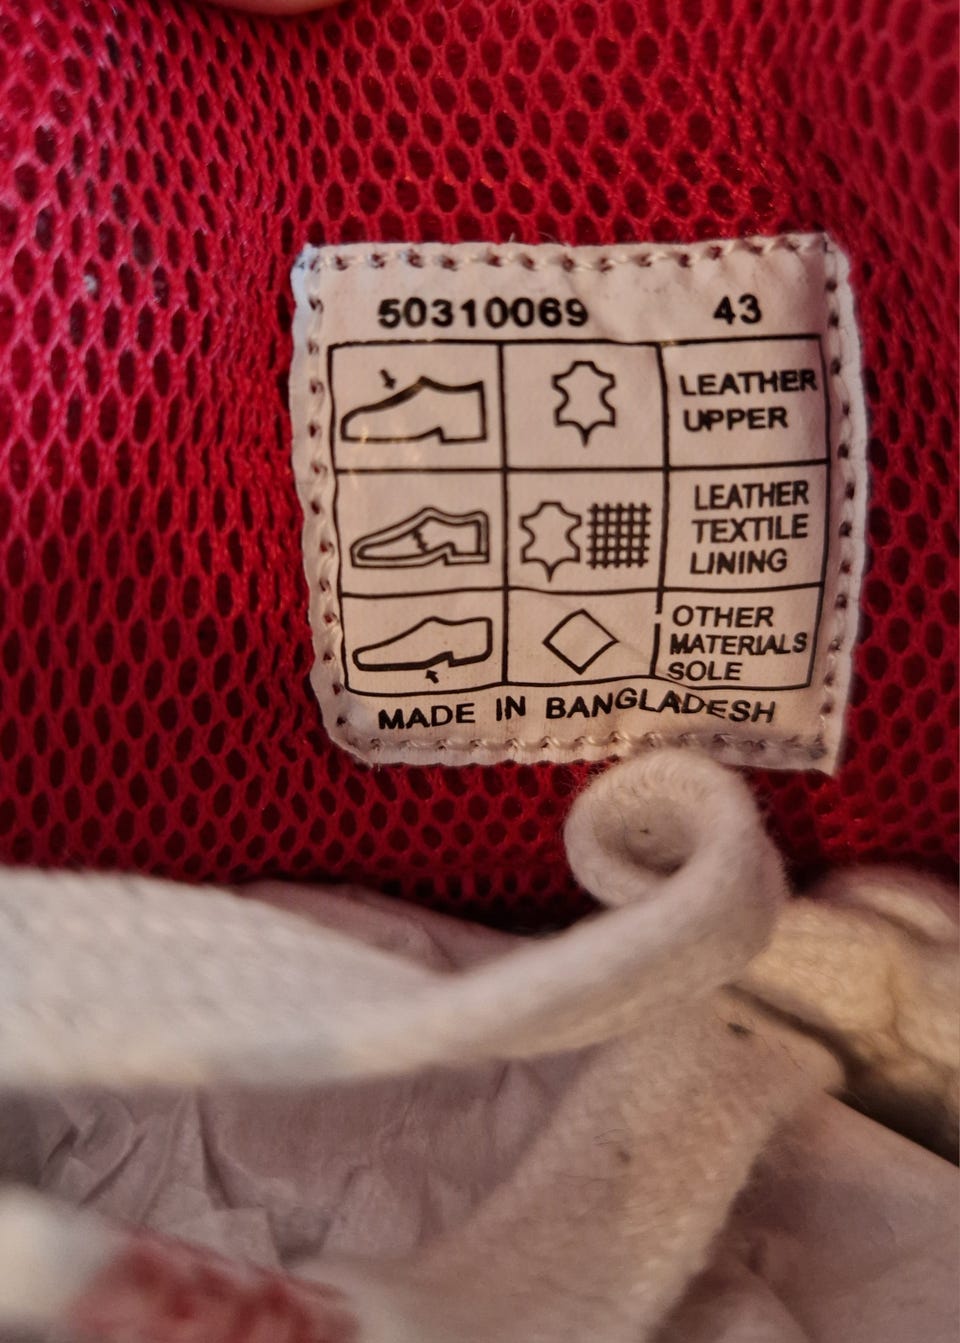 50310069 43
LEATHER
UPPER
LEATHER
TEXTILE
LINING
OTHER
MATERIALS
SOLE
MADE IN BANGLADESH